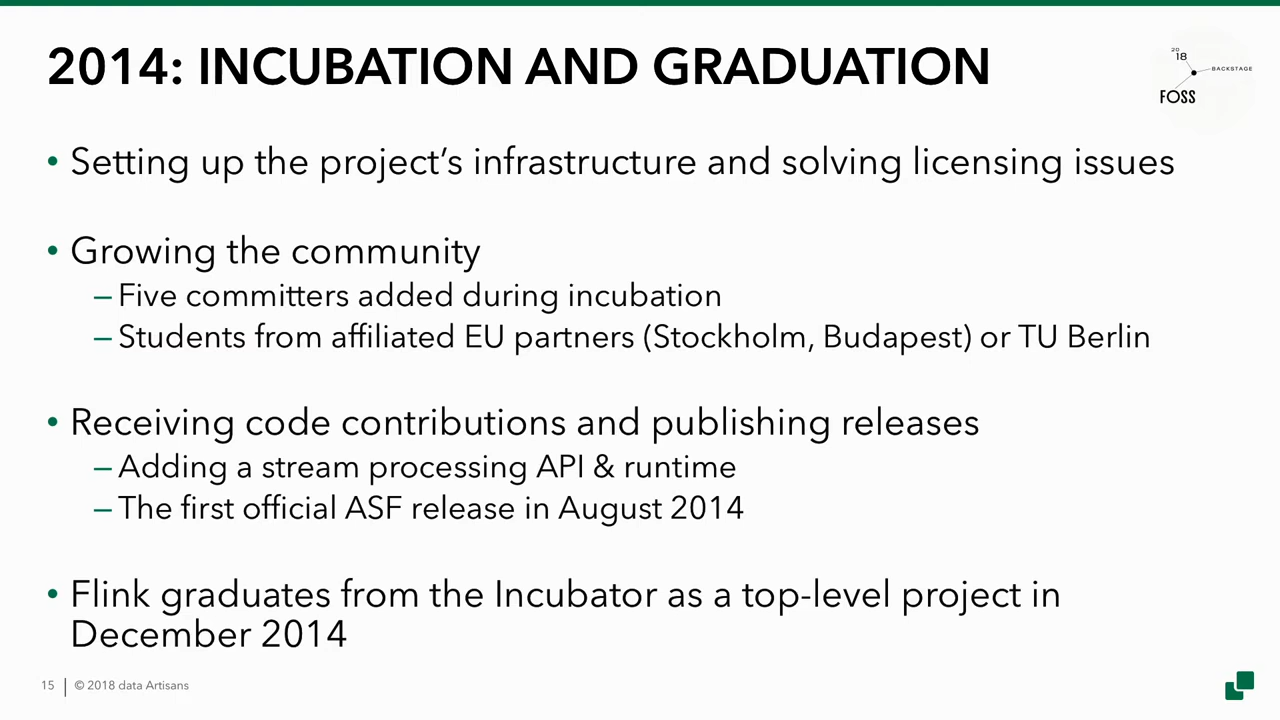 2014: INCUBATION AND GRADUATION
20
18
BACKSTAGE
FOSS
• Setting up the project’s infrastructure and solving licensing issues
• Growing the community
– Five committers added during incubation
– Students from affiliated EU partners (Stockholm, Budapest) or TU Berlin
• Receiving code contributions and publishing releases
– Adding a stream processing API & runtime
– The first official ASF release in August 2014
• Flink graduates from the Incubator as a top-level project in
December 2014
15 | © 2018 data Artisans